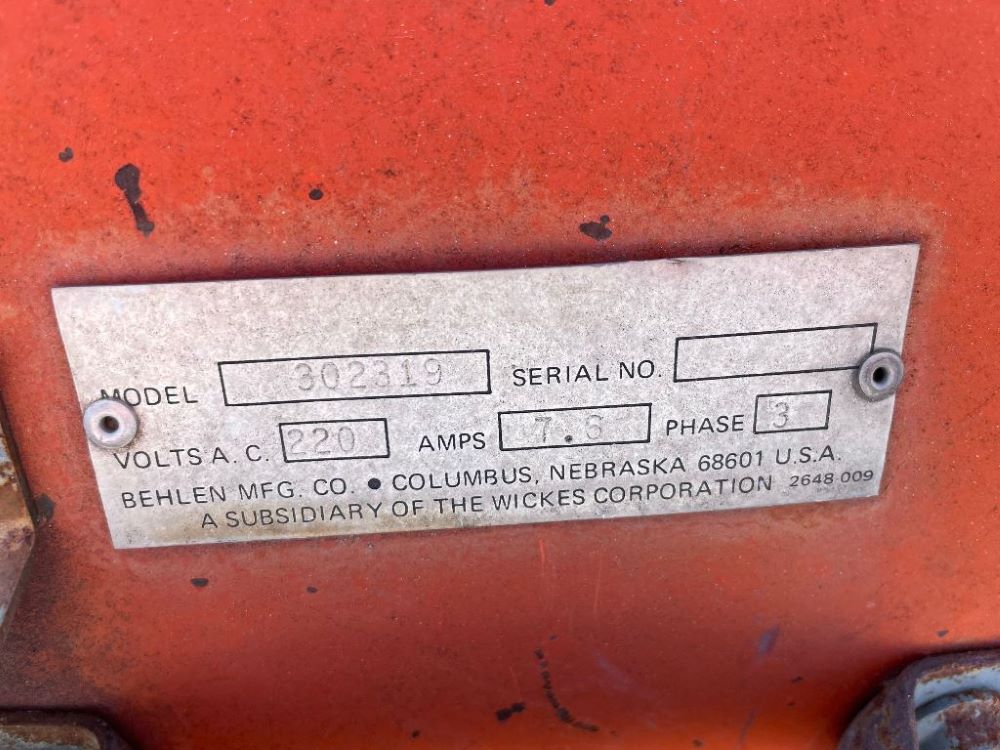 MODEL 302319 SERIAL NO.
VOLTS A.C. 220 AMPS 7.6 PHASE 3
BEHLEN MFG. CO. • COLUMBUS, NEBRASKA 68601 U.S.A.
A SUBSIDIARY OF THE WICKES CORPORATION 2648-009